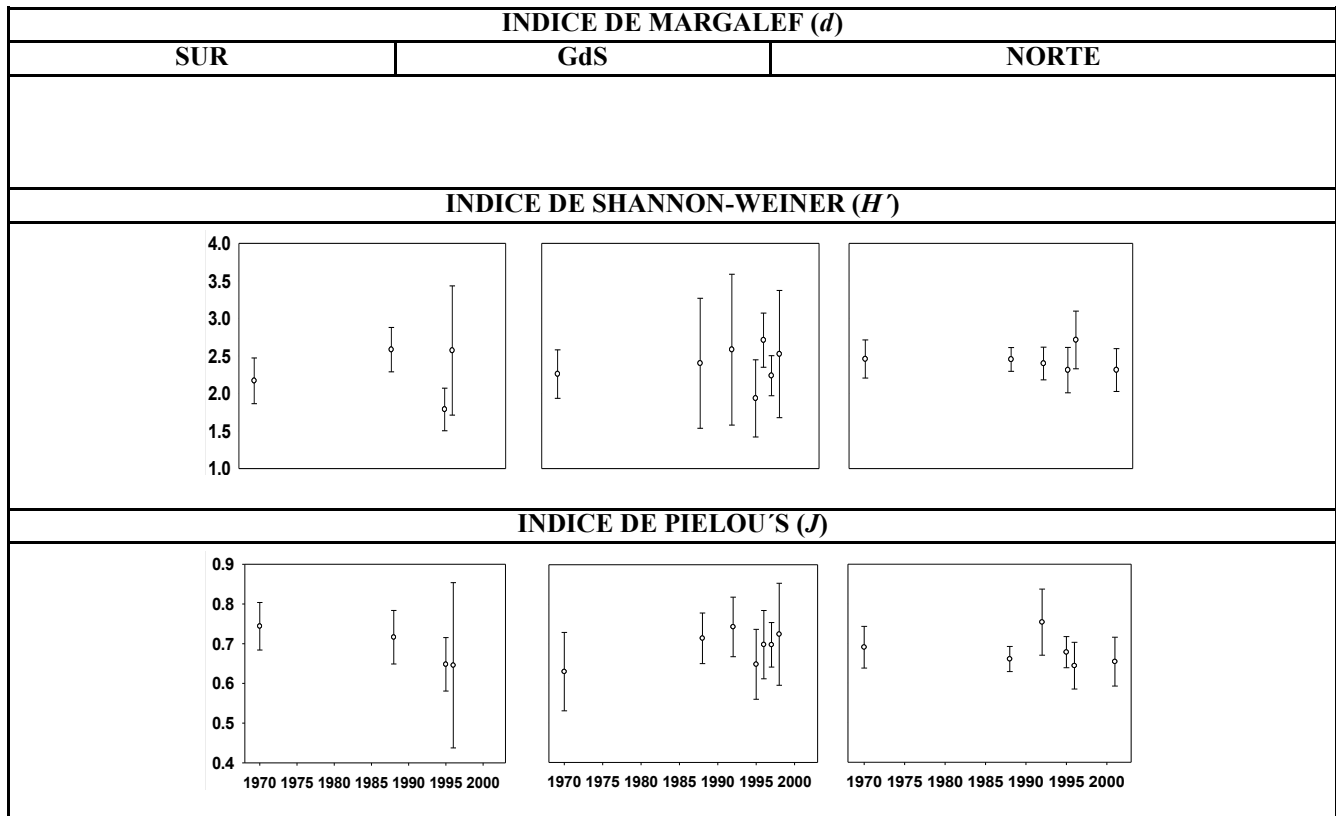 INDICE DE MARGALEF (d)
SUR GdS NORTE
INDICE DE SHANNON-WEINER (H´)
4.0
3.5
3.0
2.5
2.0
1.5
1.0
INDICE DE PIELOU´S (J)
0.9
0.8
0.7
0.6
0.5
0.4
1970 1975 1980 1985 1990 1995 2000 1970 1975 1980 1985 1990 1995 2000 1970 1975 1980 1985 1990 1995 2000